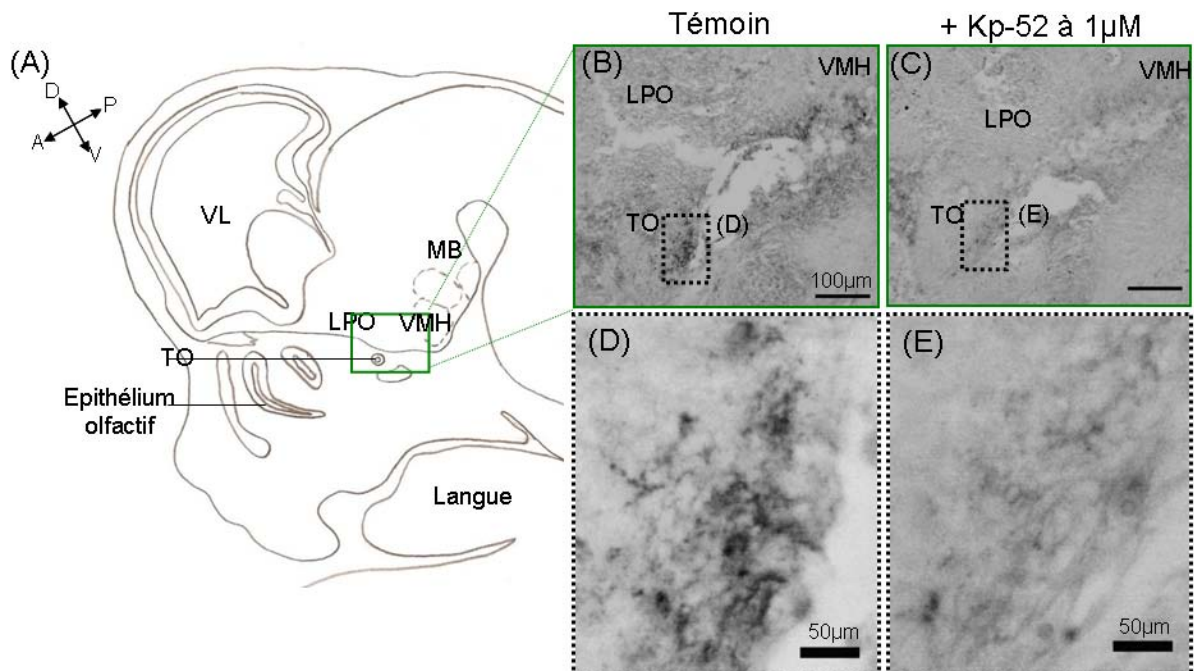 Témoin
+ Kp-52 à 1µM
(A)
D
P
A
V
VL
MB
LPO
VMH
TO
Epithélium
olfactif
Langue
(B)
VMH
LPO
TO
(D)
100µm
(C)
VMH
LPO
TO
(E)
(D)
50µm
(E)
50µm